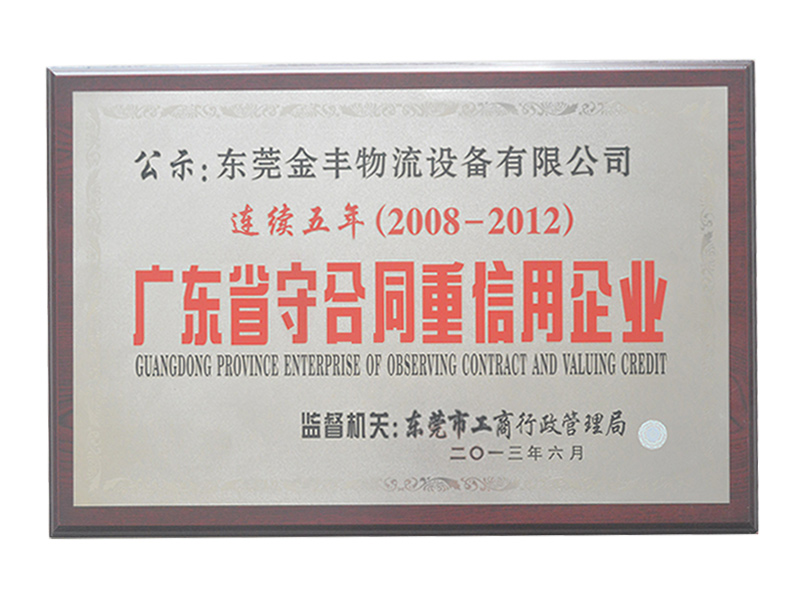 公示：东莞金丰物流设备有限公司
连续五年(2008-2012)
广东省守合同重信用企业
GUANGDONG PROVINCE ENTERPRISE OF OBSERVING CONTRACT AND VALUING CREDIT
监督机关：东莞市工商行政管理局
二〇一三年六月